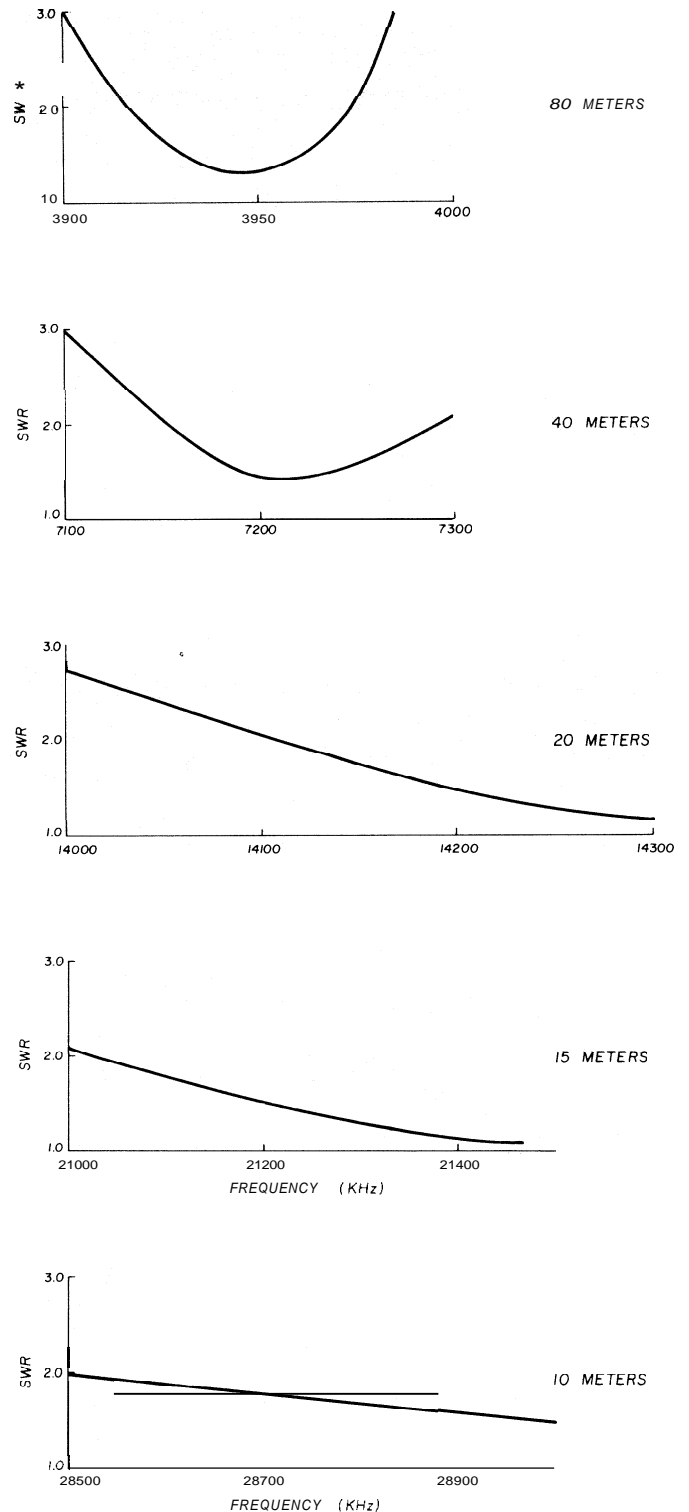 3.0
SW *
2 0
80 METERS
1 0
3900 3950 4000
3.0
SWR
2.0
40 METERS
1.0
7100 7200 7300
3.0
SWR
2.0
20 METERS
1.0
14000 14100 14200 14300
3.0
SWR
2.0
15 METERS
1.0
21000 21200 21400
FREQUENCY (KHz)
3.0
SWR
2.0
10 METERS
1.0
28500 28700 28900
FREQUENCY (KHz)